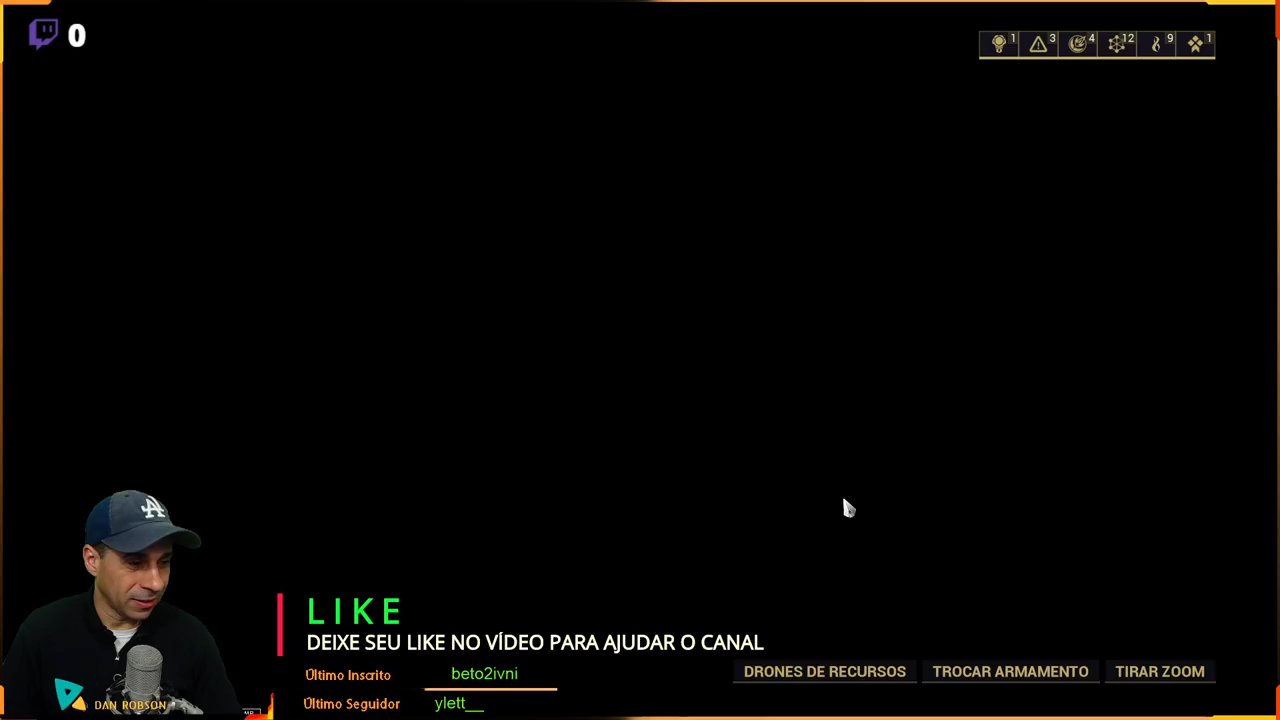 0
1 3 4 12 9 1
A
LIKE
DEIXE SEU LIKE NO VÍDEO PARA AJUDAR O CANAL
Último Inscrito beto2ivni
Último Seguidor ylett__
DRONES DE RECURSOS TROCAR ARMAMENTO TIRAR ZOOM
DAN ROBSON